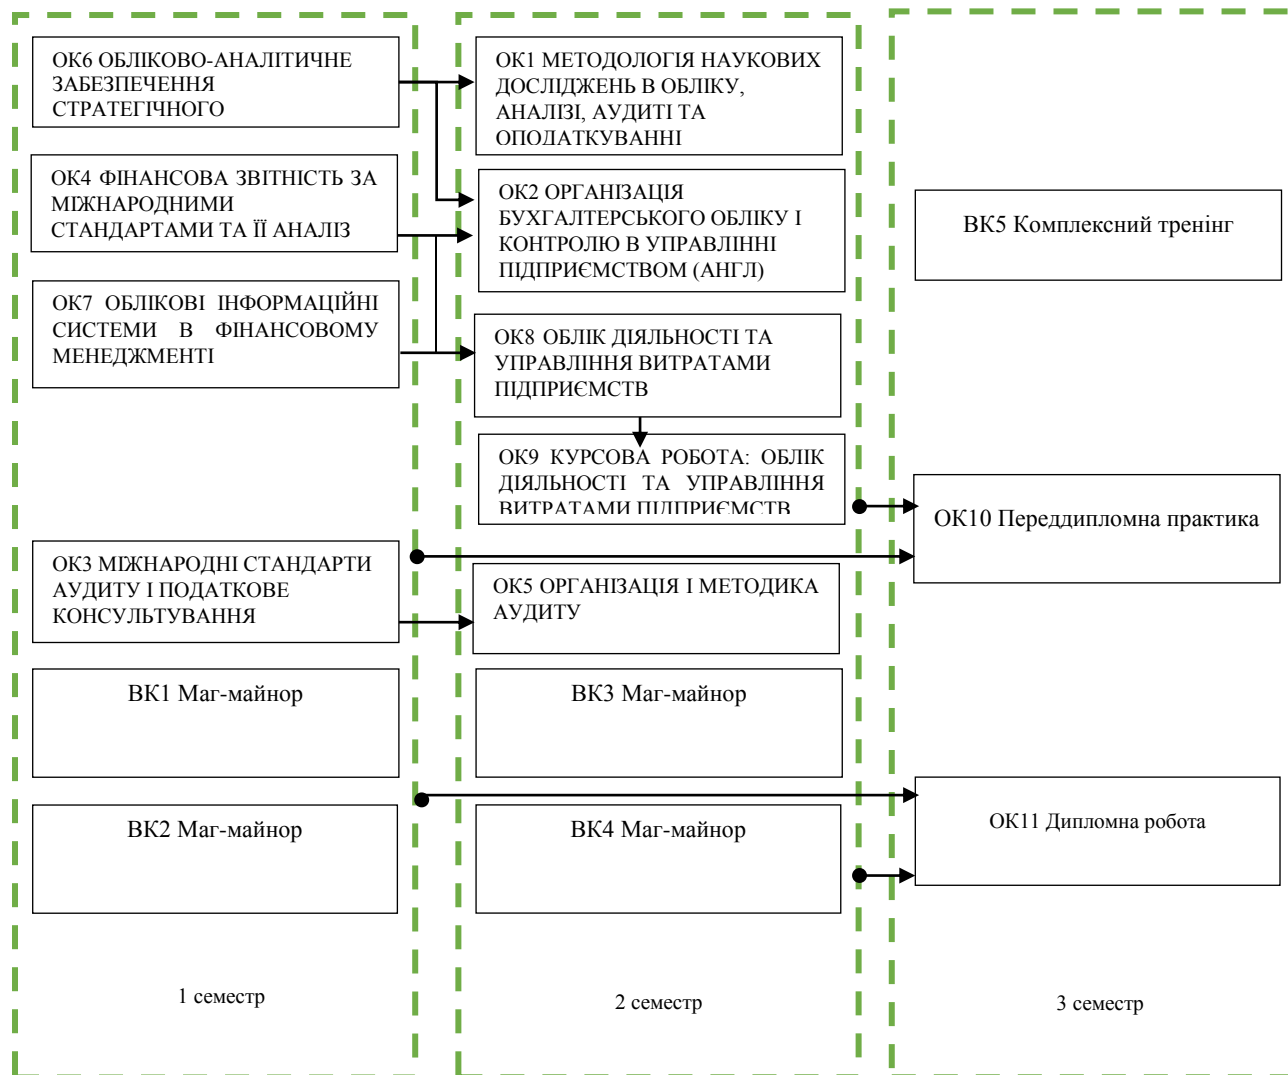 ОК6 ОБЛІКОВО-АНАЛІТИЧНЕ
ЗАБЕЗПЕЧЕННЯ
СТРАТЕГІЧНОГО
ОК4 ФІНАНСОВА ЗВІТНІСТЬ ЗА
МІЖНАРОДНИМИ
СТАНДАРТАМИ ТА ЇЇ АНАЛІЗ
ОК7 ОБЛІКОВІ ІНФОРМАЦІЙНІ
СИСТЕМИ В ФІНАНСОВОМУ
МЕНЕДЖМЕНТІ
ОК3 МІЖНАРОДНІ СТАНДАРТИ
АУДИТУ І ПОДАТКОВЕ
КОНСУЛЬТУВАННЯ
ВК1 Маг-майнор
ВК2 Маг-майнор
1 семестр
ОК1 МЕТОДОЛОГІЯ НАУКОВИХ
ДОСЛІДЖЕНЬ В ОБЛІКУ,
АНАЛІЗІ, АУДИТІ ТА
ОПОДАТКУВАННІ
ОК2 ОРГАНІЗАЦІЯ
БУХГАЛТЕРСЬКОГО ОБЛІКУ І
КОНТРОЛЮ В УПРАВЛІННІ
ПІДПРИЄМСТВОМ (АНГЛ)
ОК8 ОБЛІК ДІЯЛЬНОСТІ ТА
УПРАВЛІННЯ ВИТРАТАМИ
ПІДПРИЄМСТВ
ОК9 КУРСОВА РОБОТА: ОБЛІК
ДІЯЛЬНОСТІ ТА УПРАВЛІННЯ
ВИТРАТАМИ ПІДПРИЄМСТВ
ОК5 ОРГАНІЗАЦІЯ І МЕТОДИКА
АУДИТУ
ВК3 Маг-майнор
ВК4 Маг-майнор
2 семестр
ВК5 Комплексний тренінг
ОК10 Переддипломна практика
ОК11 Дипломна робота
3 семестр